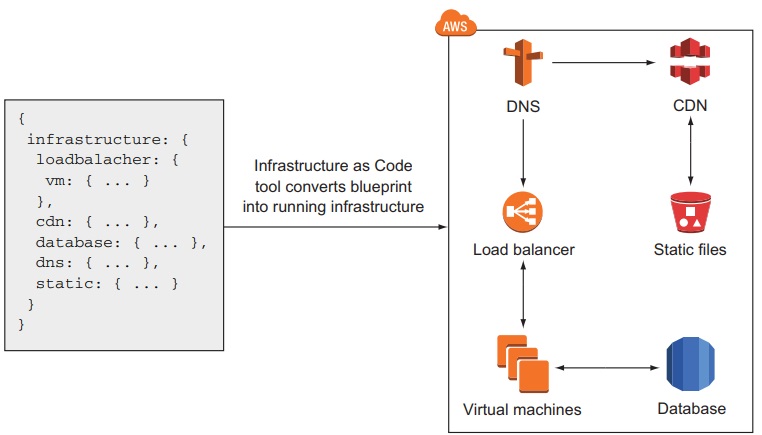 {
infrastructure: {
loadbalacher: {
vm: { ... }
},
cdn: { ... },
database: { ... },
dns: { ... },
static: { ... }
}
}
Infrastructure as Code
tool converts blueprint
into running infrastructure
AWS
DNS
CDN
Load balancer
Static files
Virtual machines
Database